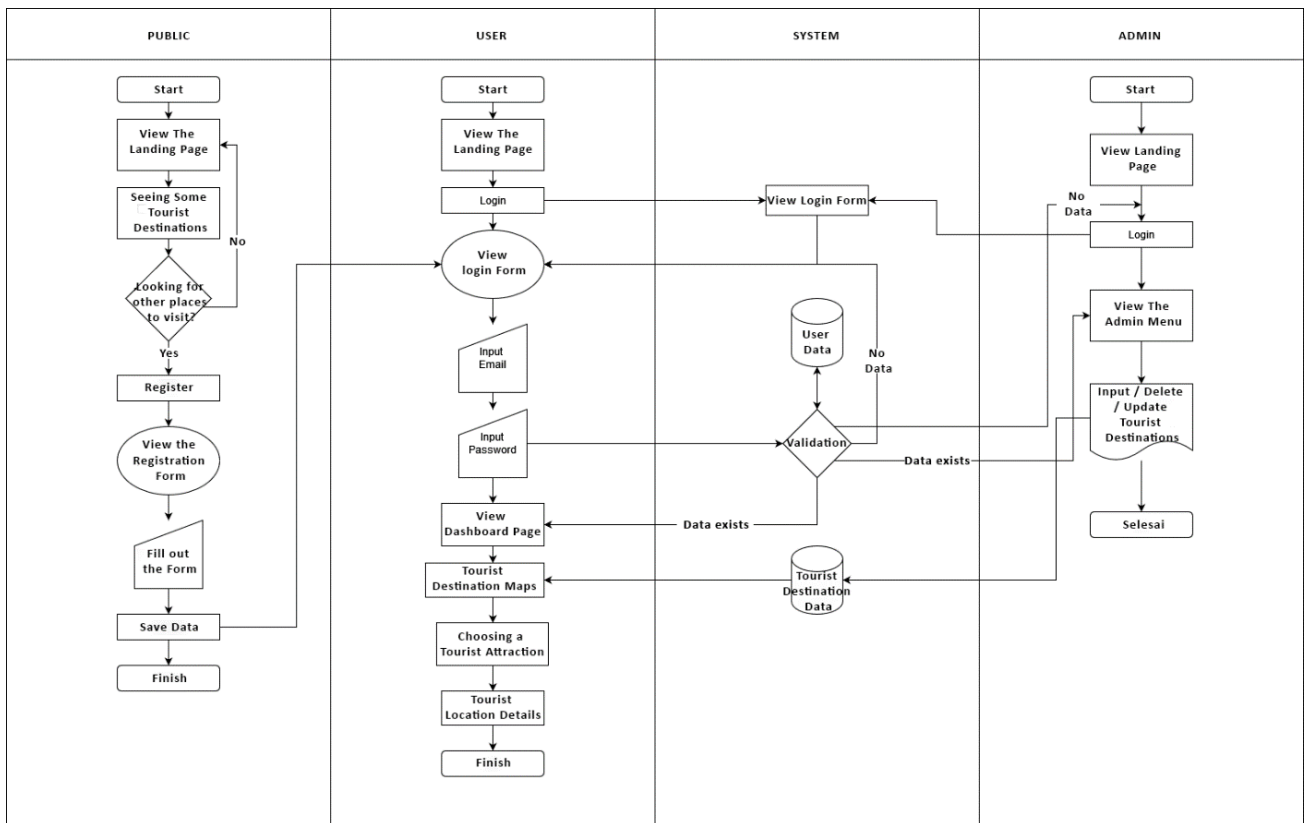 PUBLIC
USER
SYSTEM
ADMIN
Start
View The
Landing Page
Seeing Some
Tourist
Destinations
No
Looking for
other places
to visit?
Yes
Register
View the
Registration
Form
Fill out
the Form
Save Data
Finish
Start
View The
Landing Page
Login
View
login Form
Input
Email
Input
Password
View
Dashboard Page
Tourist
Destination Maps
Choosing a
Tourist Attraction
Tourist
Location Details
Finish
View Login Form
User
Data
No
Data
Validation
Data exists
Data exists
Tourist
Destination
Data
Start
View Landing
Page
No
Data
Login
View The
Admin Menu
Input / Delete
/ Update
Tourist
Destinations
Selesai